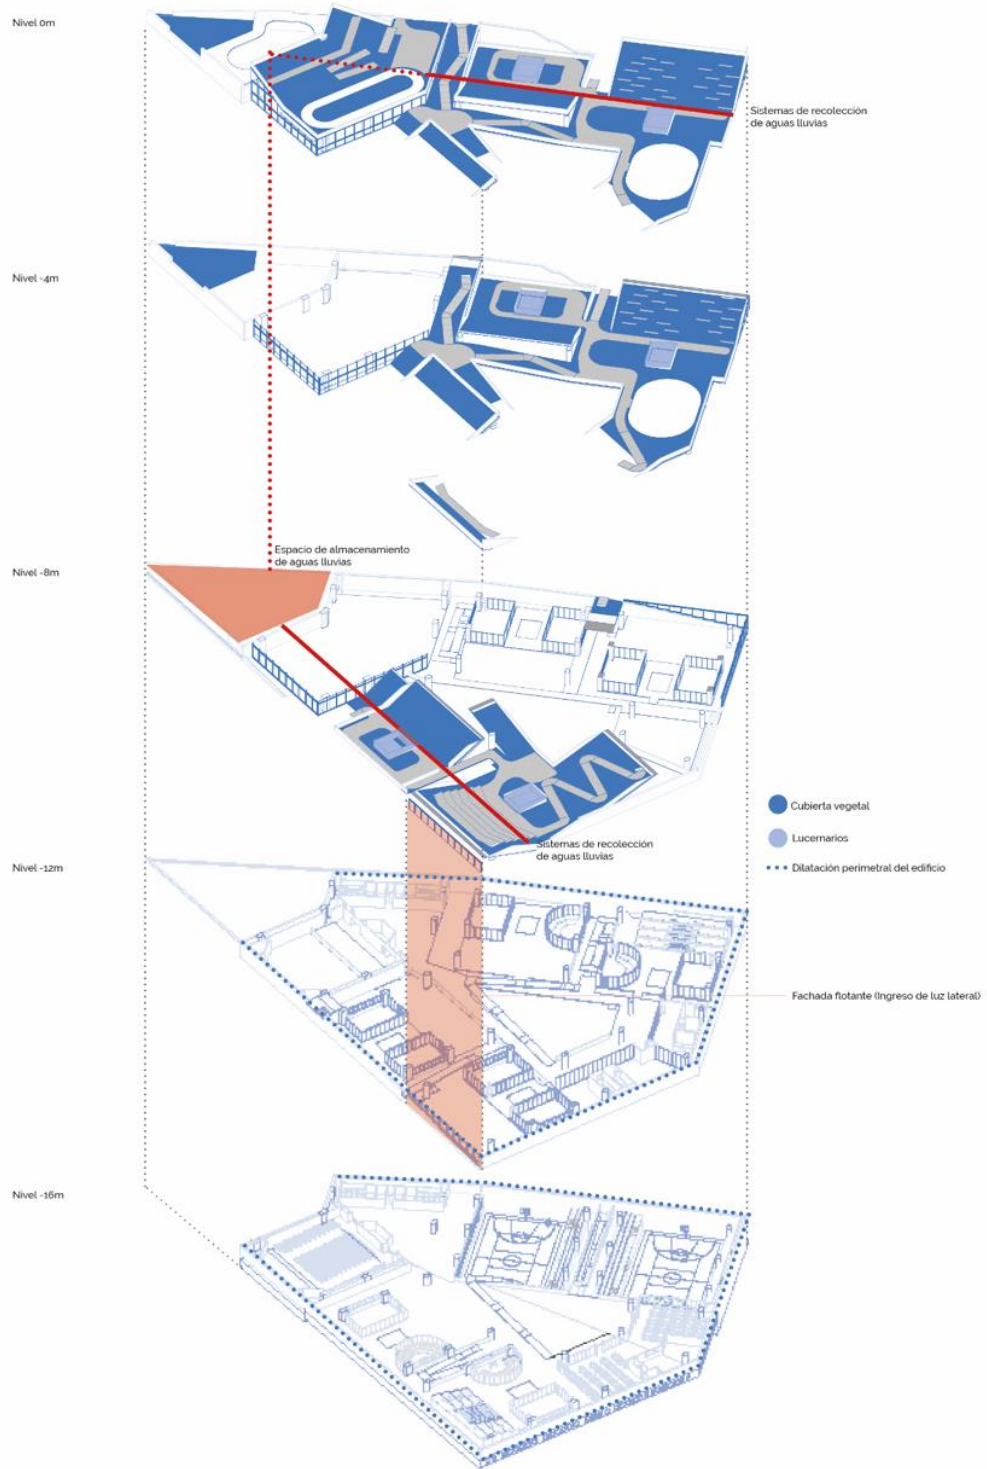 Nivel 0m
Sistemas de recolección
de aguas lluvias
Nivel -4m
Espacio de almacenamiento
de aguas lluvias
Nivel -8m
Cubierta vegetal
Lucernarios
Sistemas de recolección
de aguas lluvias
Nivel -12m
Dilatación perimetral del edificio
Fachada flotante (Ingreso de luz lateral)
Nivel -16m